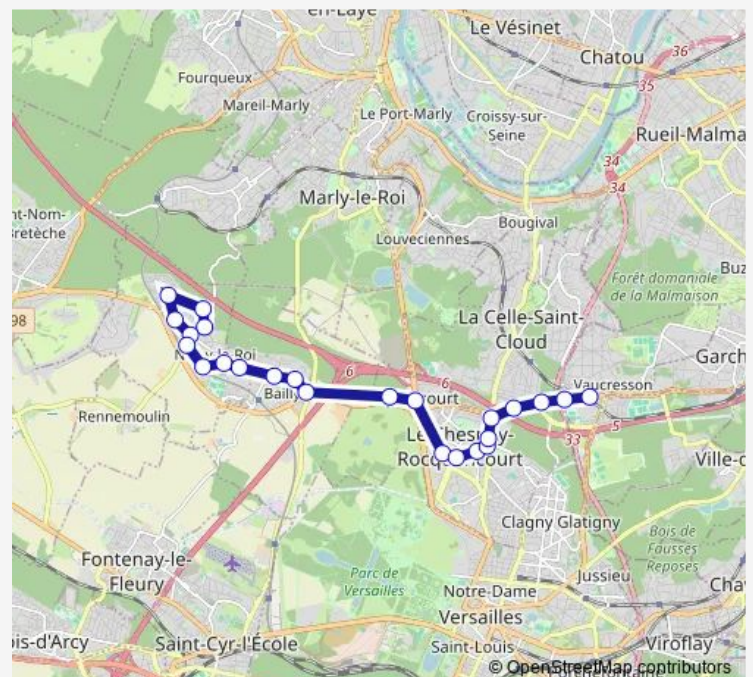 en-Laye
Le Vésinet
36
Chatou
Fourqueux
35
Mareil-Marly
Le Port-Marly
Croissy-sur-
Seine
Rueil-Malma
34
34
Marly-le-Roi
nt-Nom-
retèche
Bougival
Louveciennes
Buz
Forêt domaniale
de la Malmaison
98
La Celle-Saint-
Cloud
Garch
le-Roi
6
6
Vaucresson
Bailly
court
5
33
Rennemoulin
Le Chesnay-
Rocquencourt
Ville-d
Clagny Glatigny
Bois de
Fausses
Reposes
Fontenay-le-
Fleury
Parc de
Versailles
Jussieu
Notre-Dame
Cha
Versailles
ois-d'Arcy
Saint-Cyr-l'École
Saint-Louis
Viroflay
© OpenStreetMap contributors